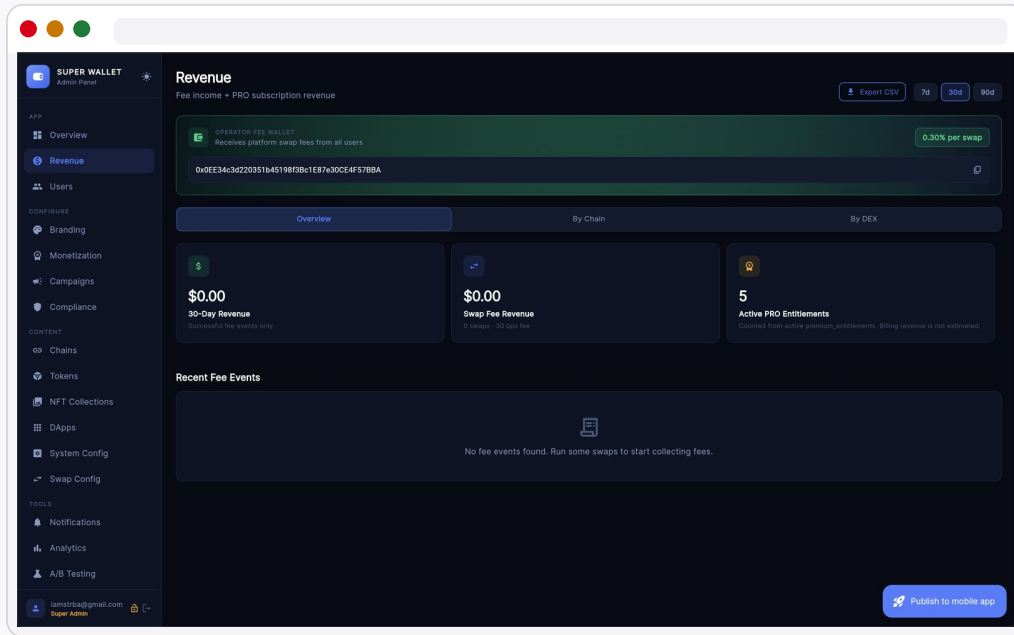 SUPER WALLET
Admin Panel
APP
Overview
Revenue
Users
CONFIGURE
Branding
Monetization
Campaigns
Compliance
CONTENT
Chains
Tokens
NFT Collections
DApps
System Config
Swap Config
TOOLS
Notifications
Analytics
A/B Testing
iamstrba@gmail.com
Super Admin
Revenue
Fee income + PRO subscription revenue
Export CSV
7d
30d
90d
OPERATOR FEE WALLET
Receives platform swap fees from all users
0.30% per swap
0x0EE34c3d220351b45198f3Bc1E87e30CE4F57BBA
Overview
By Chain
By DEX
$0.00
30-Day Revenue
Successful fee events only
$0.00
Swap Fee Revenue
0 swaps · 30 bps fee
5
Active PRO Entitlements
Counted from active premium_entitlements. Billing revenue is not estimated.
Recent Fee Events
No fee events found. Run some swaps to start collecting fees.
Publish to mobile app